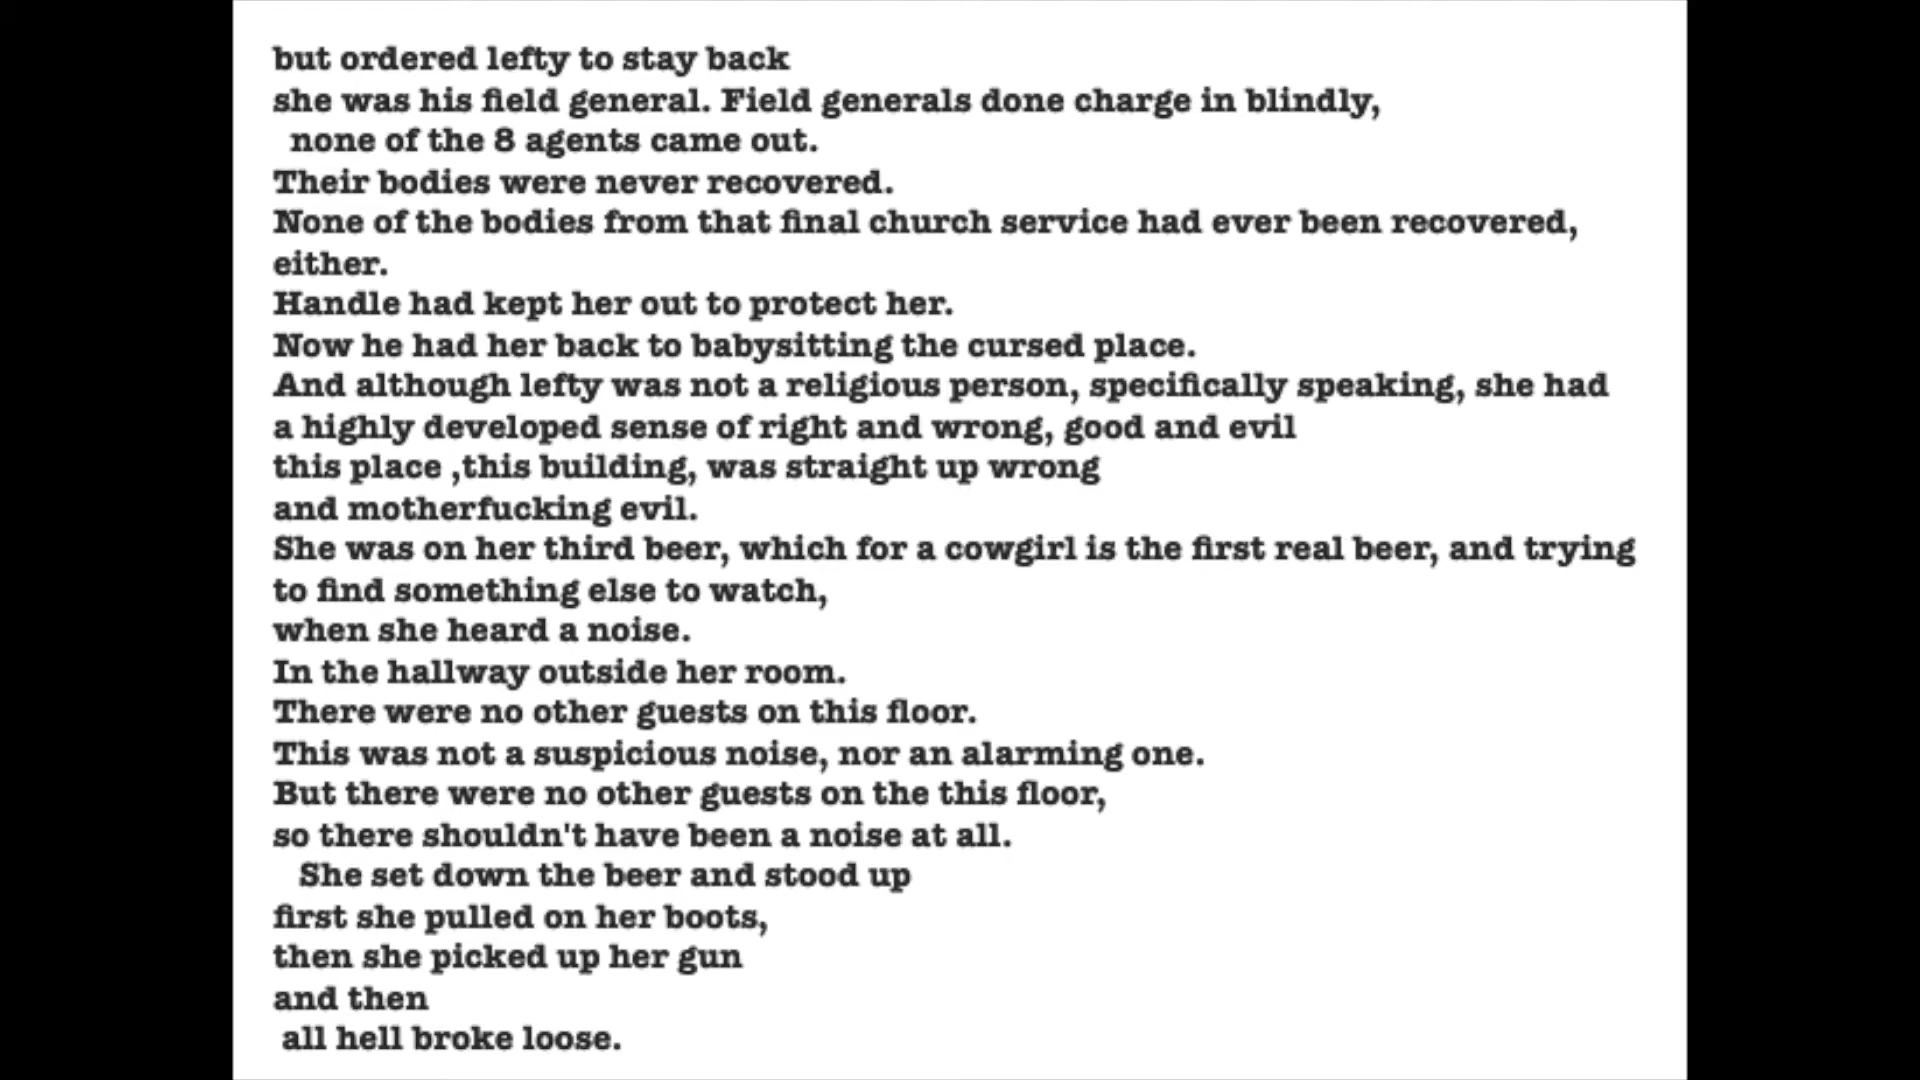 but ordered lefty to stay back
she was his field general. Field generals done charge in blindly,
none of the 8 agents came out.
Their bodies were never recovered.
None of the bodies from that final church service had ever been recovered,
either.
Handle had kept her out to protect her.
Now he had her back to babysitting the cursed place.
And although lefty was not a religious person, specifically speaking, she had
a highly developed sense of right and wrong, good and evil
this place ,this building, was straight up wrong
and motherfucking evil.
She was on her third beer, which for a cowgirl is the first real beer, and trying
to find something else to watch,
when she heard a noise.
In the hallway outside her room.
There were no other guests on this floor.
This was not a suspicious noise, nor an alarming one.
But there were no other guests on the this floor,
so there shouldn't have been a noise at all.
She set down the beer and stood up
first she pulled on her boots,
then she picked up her gun
and then
all hell broke loose.